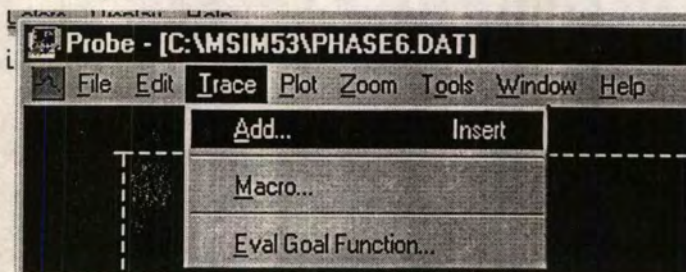 Probe - [C:\MSIM53\PHASE6.DAT]
File Edit Trace Plot Zoom Tools Window Help
Add... Insert
Macro...
Eval Goal Function...